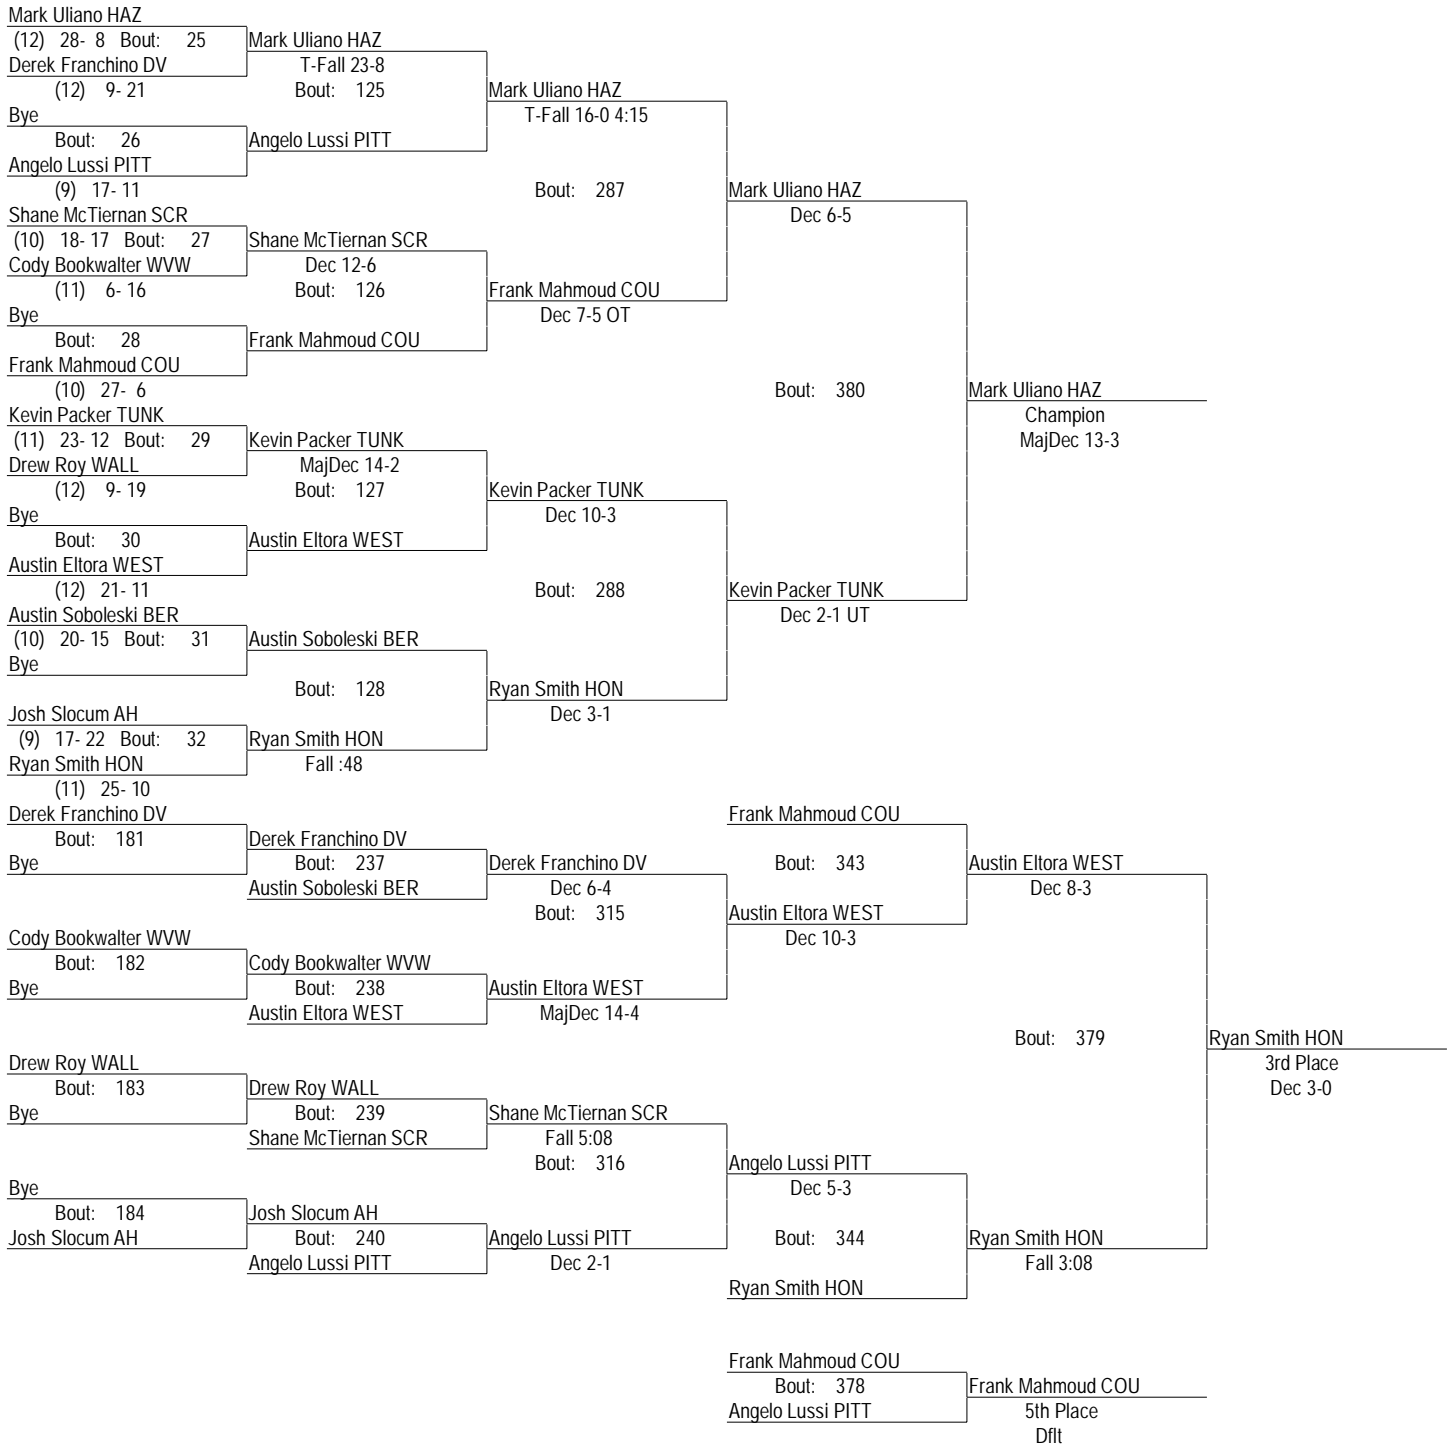 Mark Uliano HAZ
(12) 28- 8 Bout: 25 Mark Uliano HAZ
Derek Franchino DV T-Fall 23-8
(12) 9- 21 Bout: 125 Mark Uliano HAZ
Bye T-Fall 16-0 4:15
Bout: 26 Angelo Lussi PITT
Angelo Lussi PITT
(9) 17- 11 Bout: 287 Mark Uliano HAZ
Shane McTiernan SCR Dec 6-5
(10) 18- 17 Bout: 27 Shane McTiernan SCR
Cody Bookwalter WVW Dec 12-6
(11) 6- 16 Bout: 126 Frank Mahmoud COU
Bye Dec 7-5 OT
Bout: 28 Frank Mahmoud COU
Frank Mahmoud COU
(10) 27- 6 Bout: 380 Mark Uliano HAZ
Kevin Packer TUNK Champion
(11) 23- 12 Bout: 29 Kevin Packer TUNK MajDec 13-3
Drew Roy WALL MajDec 14-2
(12) 9- 19 Bout: 127 Kevin Packer TUNK
Bye Dec 10-3
Bout: 30 Austin Eltora WEST
Austin Eltora WEST
(12) 21- 11 Bout: 288 Kevin Packer TUNK
Austin Soboleski BER Dec 2-1 UT
(10) 20- 15 Bout: 31 Austin Soboleski BER
Bye
Bout: 128 Ryan Smith HON
Josh Slocum AH Dec 3-1
(9) 17- 22 Bout: 32 Ryan Smith HON
Ryan Smith HON Fall :48
(11) 25- 10
Derek Franchino DV Frank Mahmoud COU
Bout: 181 Derek Franchino DV
Bye Bout: 237 Derek Franchino DV Bout: 343 Austin Eltora WEST
Austin Soboleski BER Dec 6-4 Dec 8-3
Bout: 315 Austin Eltora WEST
Cody Bookwalter WVW Dec 10-3
Bout: 182 Cody Bookwalter WVW
Bye Bout: 238 Austin Eltora WEST
Austin Eltora WEST MajDec 14-4
Bout: 379 Ryan Smith HON
Drew Roy WALL 3rd Place
Bout: 183 Drew Roy WALL Dec 3-0
Bye Bout: 239 Shane McTiernan SCR
Shane McTiernan SCR Fall 5:08
Bout: 316 Angelo Lussi PITT
Bye Dec 5-3
Bout: 184 Josh Slocum AH
Josh Slocum AH Bout: 240 Angelo Lussi PITT Bout: 344 Ryan Smith HON
Angelo Lussi PITT Dec 2-1 Fall 3:08
Ryan Smith HON
Frank Mahmoud COU
Bout: 378 Frank Mahmoud COU
Angelo Lussi PITT 5th Place
Dflt